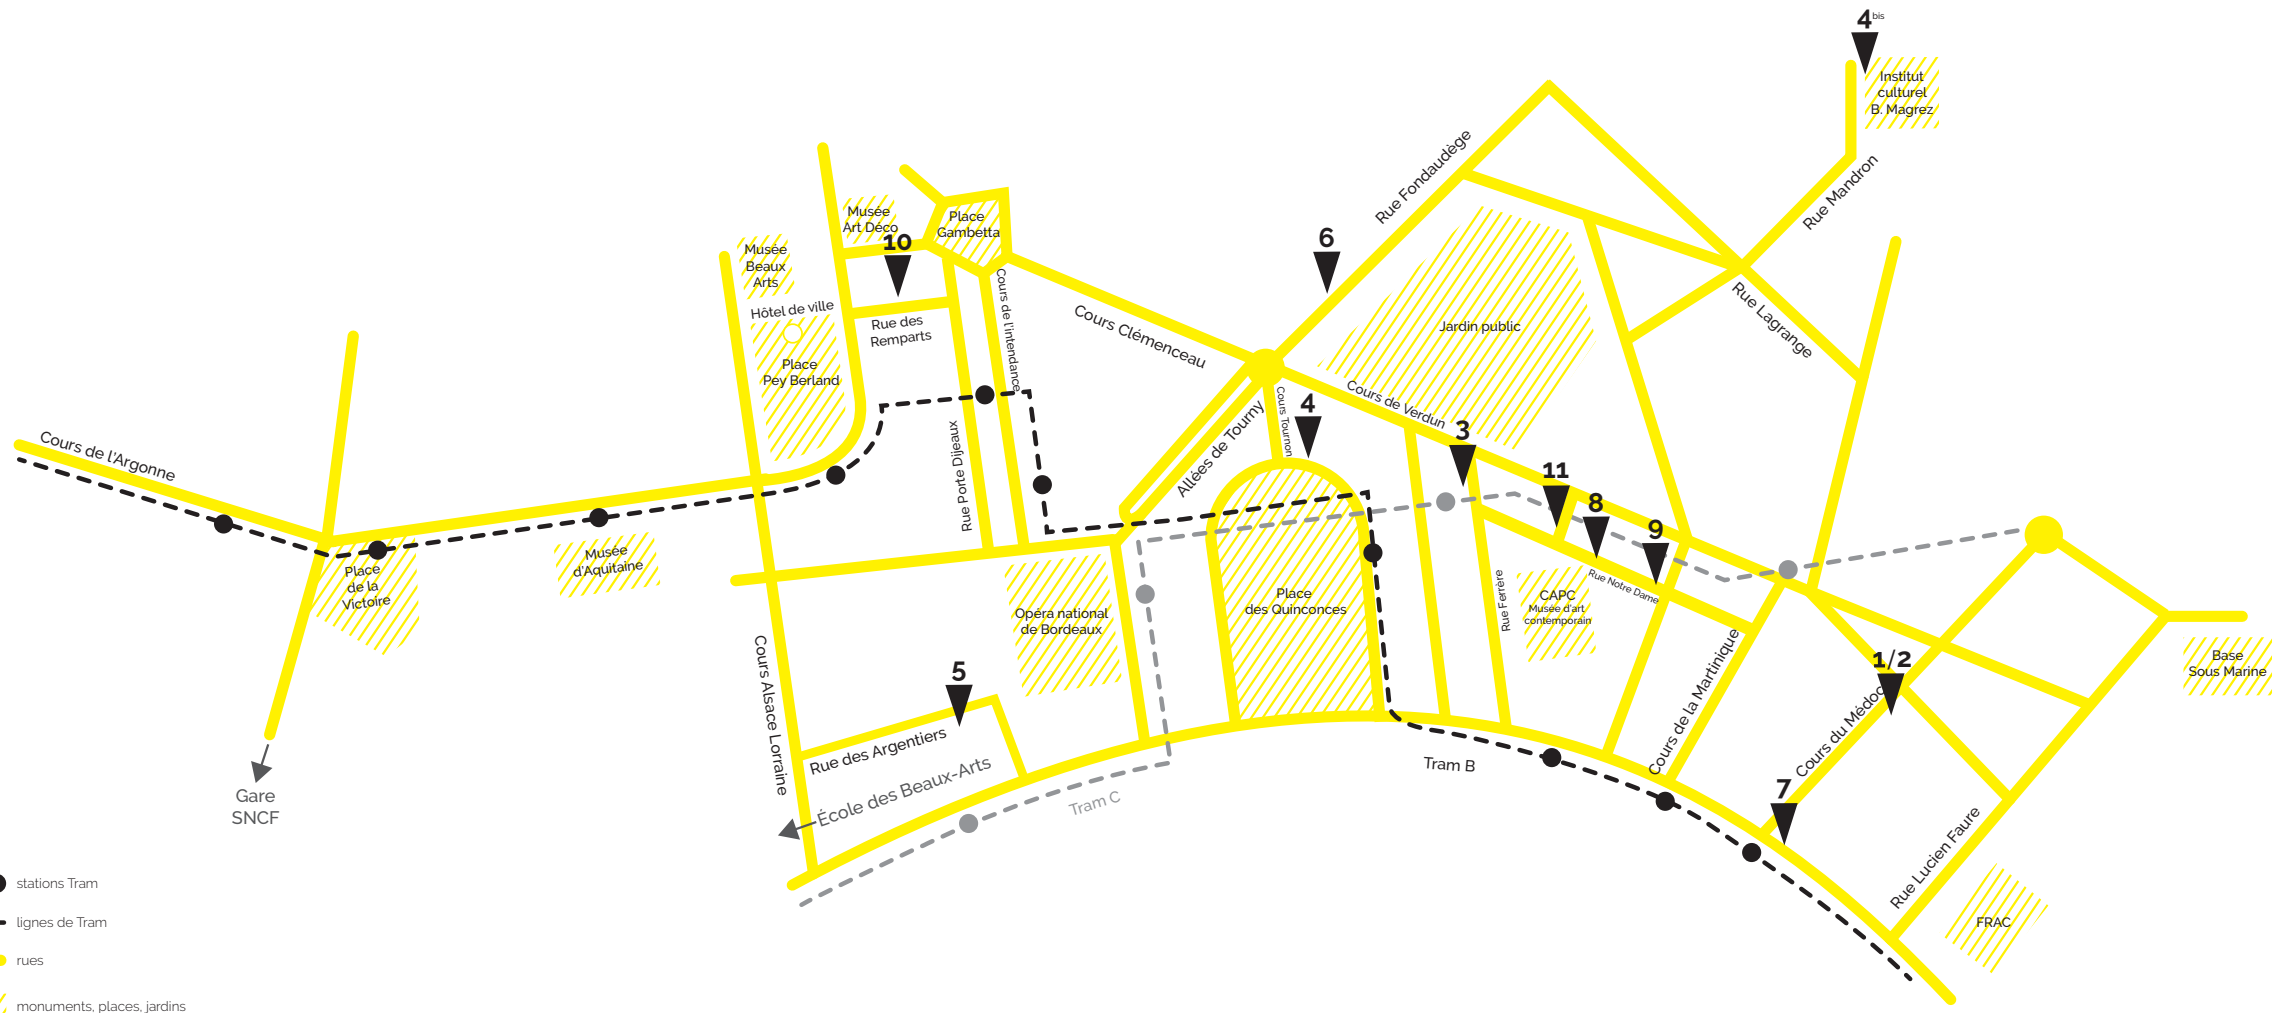 4 bis
Institut
culturel
B. Magrez
Rue Mandron
Rue Fondaudège
6
Jardin public
Rue Lagrange
Musée
Art Déco
10
Place
Gambetta
Musée
Beaux
Arts
Hôtel de ville
Place
Pey Berland
Rue des
Remparts
Cours de l'intendance
Cours Clémenceau
Rue Porte Dijeaux
Allées de Tourny
Cours Tournon
4
Cours de Verdun
3
11
8
9
Cours de l'Argonne
Place
de la
Victoire
Musée
d'Aquitaine
Opéra national
de Bordeaux
Place
des Quinconces
Rue Ferrère
CAPC
Musée d'art
contemporain
Rue Notre Dame
Cours de la Martinique
1/2
Cours du Médoc
7
Base
Sous Marine
Cours Alsace Lorraine
5
Rue des Argentiers
École des Beaux-Arts
Tram C
Tram B
Rue Lucien Faure
FRAC
Gare
SNCF
stations Tram
lignes de Tram
rues
monuments, places, jardins